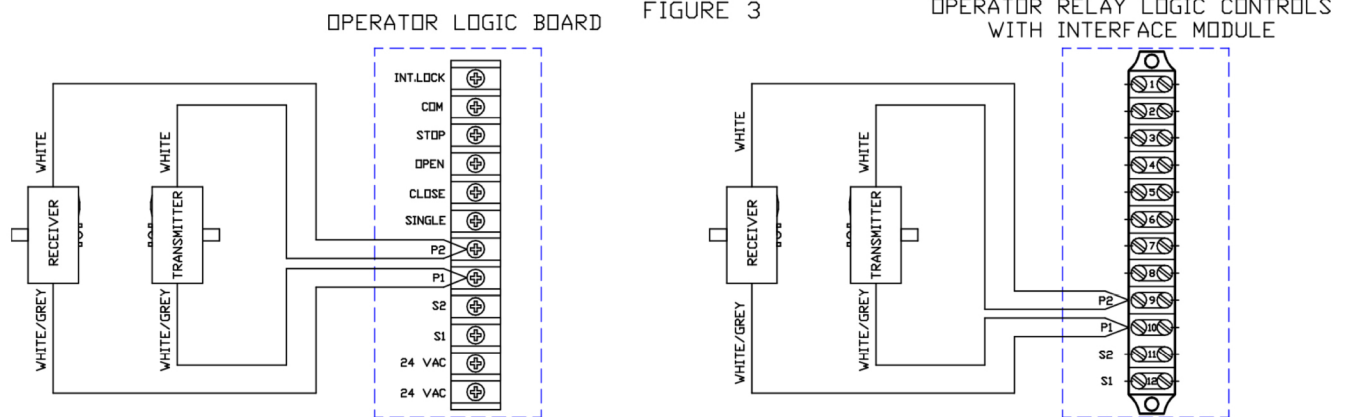 FIGURE 3
OPERATOR LOGIC BOARD
INT.LOCK
COM
STOP
OPEN
CLOSE
SINGLE
P2
P1
S2
S1
24 VAC
24 VAC
WHITE
WHITE
RECEIVER
TRANSMITTER
WHITE/GREY
WHITE/GREY
OPERATOR RELAY LOGIC CONTROLS
WITH INTERFACE MODULE
1
2
3
4
5
6
7
8
P2 9
P1 10
S2 11
S1 12
WHITE
WHITE
RECEIVER
TRANSMITTER
WHITE/GREY
WHITE/GREY